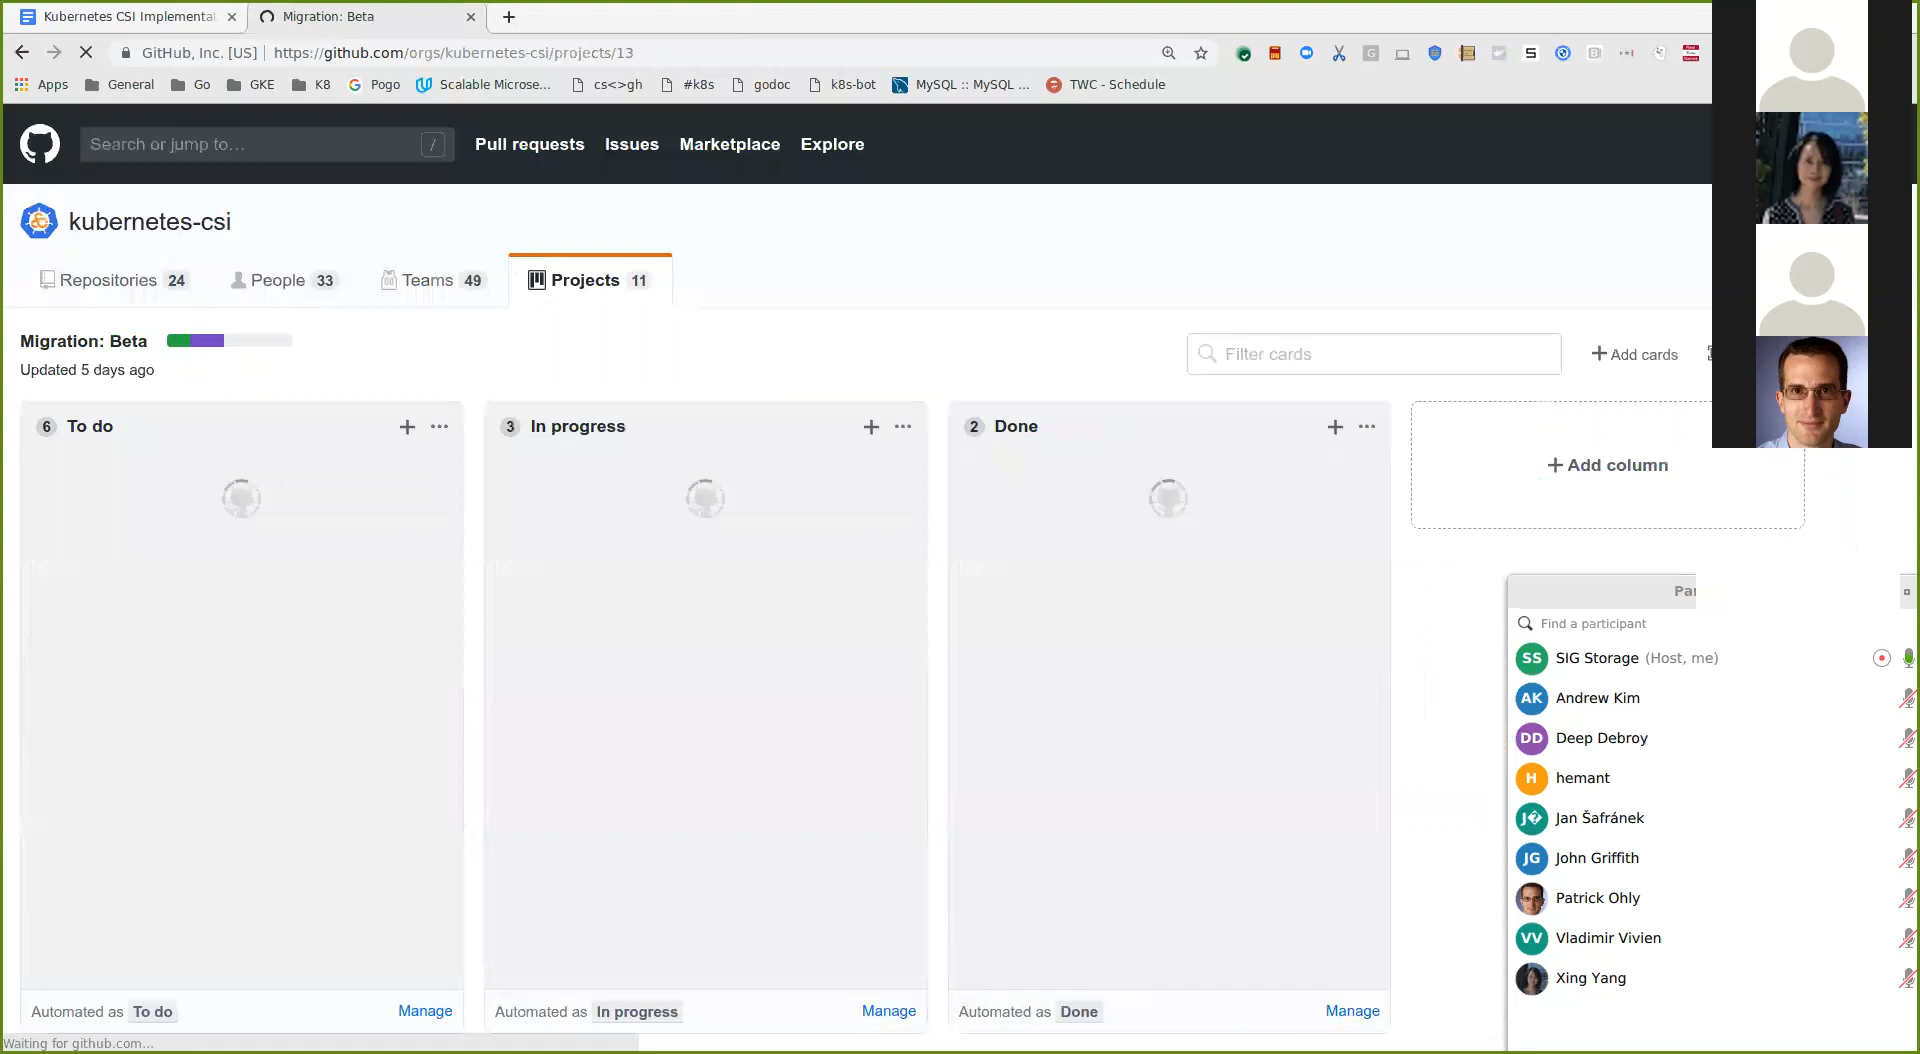 Kubernetes CSI Implementa
Migration: Beta
GitHub, Inc. [US] | https://github.com/orgs/kubernetes-csi/projects/13
Apps General Go GKE K8 Pogo Scalable Microse... cs<>gh #k8s godoc k8s-bot MySQL :: MySQL ... TWC - Schedule
Search or jump to… / Pull requests Issues Marketplace Explore
kubernetes-csi
Repositories 24 People 33 Teams 49 Projects 11
Migration: Beta
Updated 5 days ago
Filter cards
Add cards
6 To do
3 In progress
2 Done
Add column
Automated as To do Manage
Automated as In progress Manage
Automated as Done Manage
Waiting for github.com...
Find a participant
SS SIG Storage (Host, me)
AK Andrew Kim
DD Deep Debroy
H hemant
J� Jan Šafránek
JG John Griffith
Patrick Ohly
VV Vladimir Vivien
Xing Yang